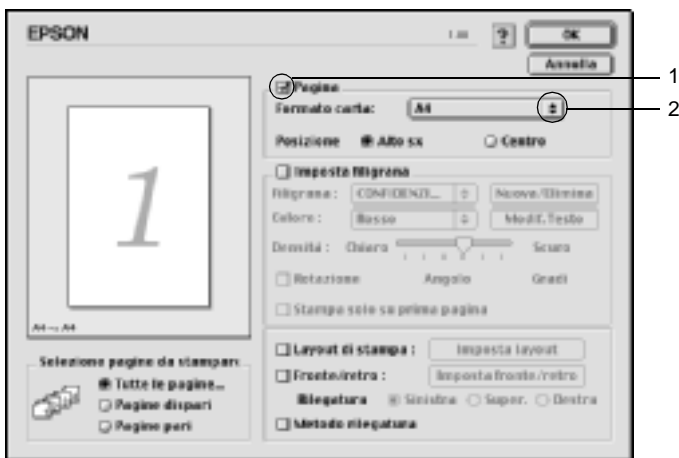 EPSON
OK
Annulla
1
Pagina
Formato carta: A4
2
Posizione Alto sx Centro
1
Imposta filigrana
Filigrana: CONFIDENZI... Nuova/Elimina
Colore: Rosso Modif. Testo
Densità: Chiaro Scuro
Rotazione Angolo Gradi
Stampa solo su prima pagina
A4 → A4
Selezione pagine da stampare
Tutte le pagine...
Pagine dispari
Pagine pari
Layout di stampa: Imposta layout
Fronte/retro: Imposta fronte/retro
Rilegatura Sinistra Super. Destra
Metodo rilegatura